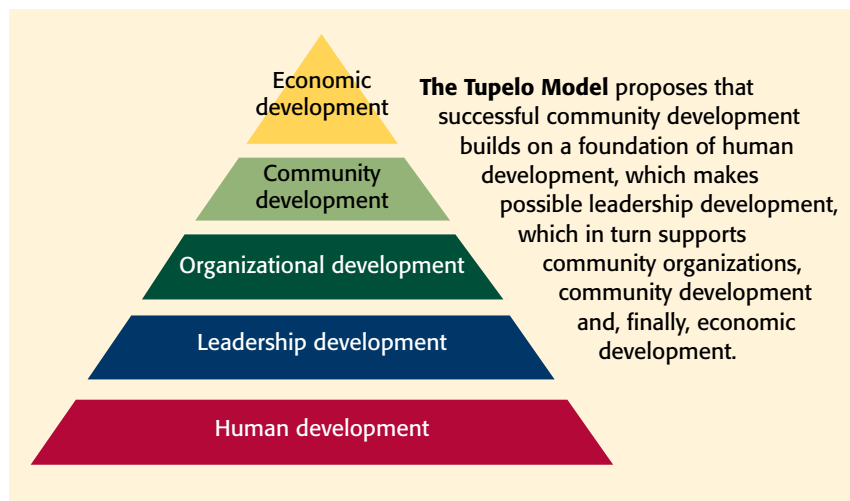 Economic
development
Community
development
Organizational development
Leadership development
Human development
The Tupelo Model proposes that
successful community development
builds on a foundation of human
development, which makes
possible leadership development,
which in turn supports
community organizations,
community development
and, finally, economic
development.